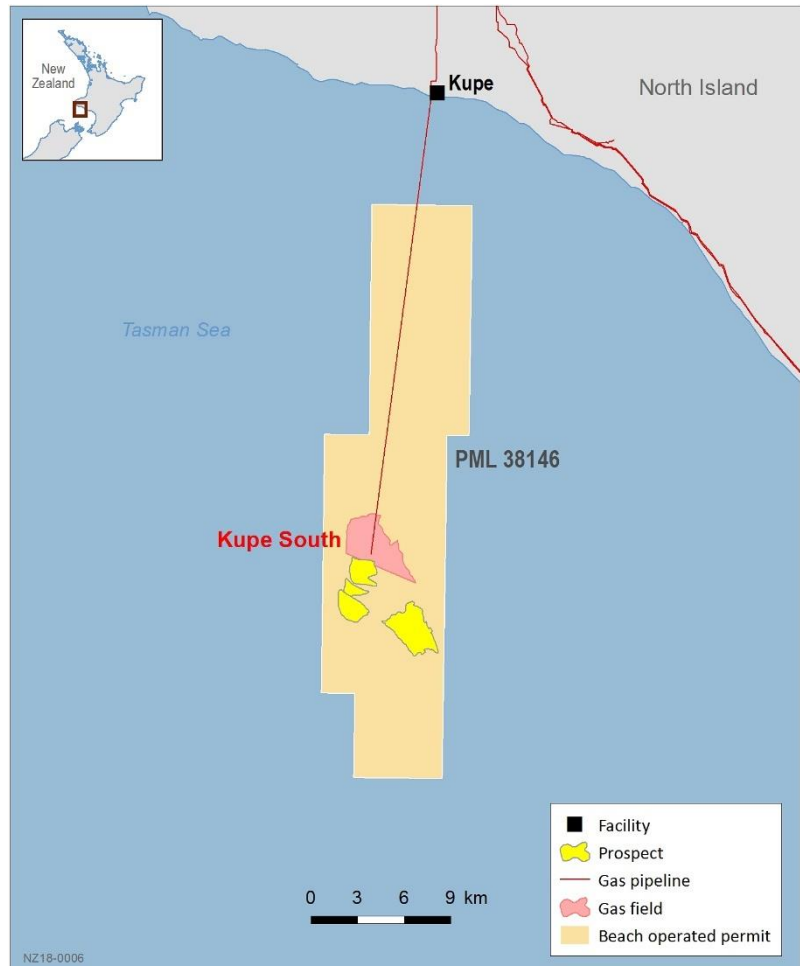 New
Zealand
Kupe
North Island
Tasman Sea
PML 38146
Kupe South
0 3 6 9 km
Facility
Prospect
Gas pipeline
Gas field
Beach operated permit
NZ18-0006